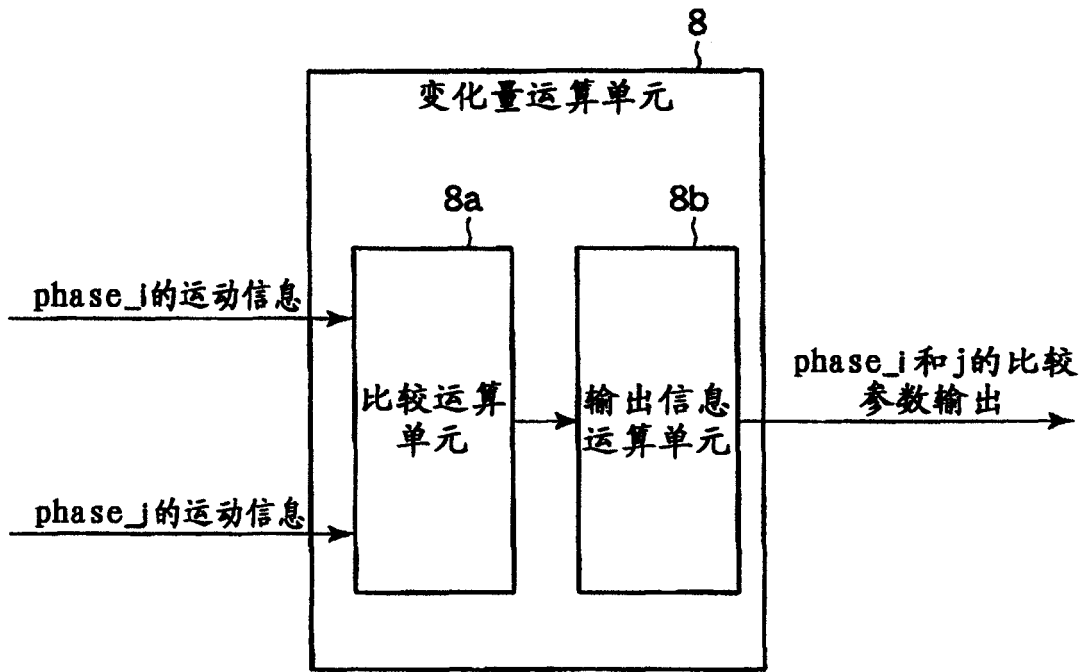 8
变化量运算单元
8a
8b
phase_i的运动信息
phase_j的运动信息
比较运算
单元
输出信息
运算单元
phase_i和j的比较
参数输出